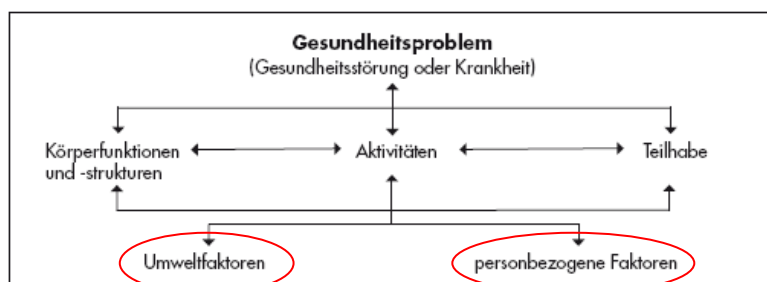 Gesundheitsproblem
(Gesundheitsstörung oder Krankheit)
Körperfunktionen
und -strukturen
Aktivitäten
Teilhabe
Umweltfaktoren
personbezogene Faktoren